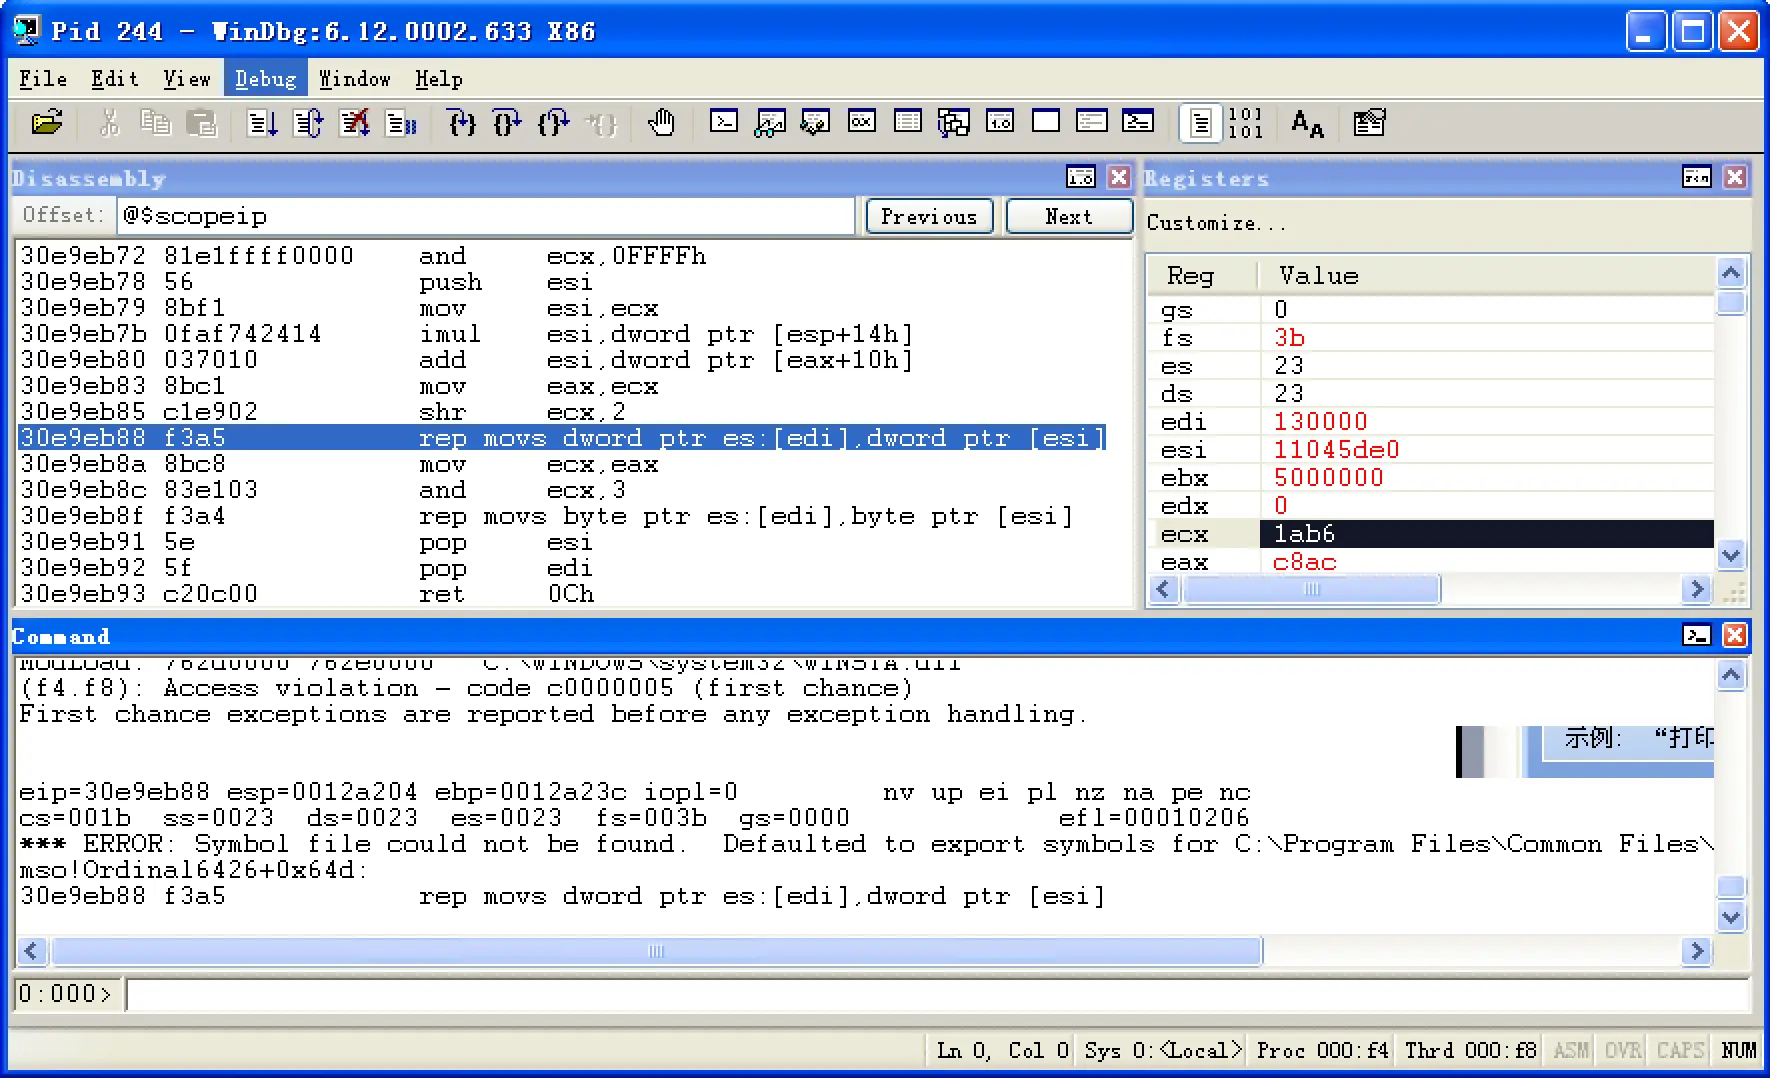 Pid 244 - WinDbg:6.12.0002.633 X86
File Edit View Debug Window Help
101
101
Disassembly
Offset: @$scopeip Previous Next
30e9eb72 81e1ffff0000 and ecx,0FFFFh
30e9eb78 56 push esi
30e9eb79 8bf1 mov esi,ecx
30e9eb7b 0faf742414 imul esi,dword ptr [esp+14h]
30e9eb80 037010 add esi,dword ptr [eax+10h]
30e9eb83 8bc1 mov eax,ecx
30e9eb85 c1e902 shr ecx,2
30e9eb88 f3a5 rep movs dword ptr es:[edi],dword ptr [esi]
30e9eb8a 8bc8 mov ecx,eax
30e9eb8c 83e103 and ecx,3
30e9eb8f f3a4 rep movs byte ptr es:[edi],byte ptr [esi]
30e9eb91 5e pop esi
30e9eb92 5f pop edi
30e9eb93 c20c00 ret 0Ch
Registers
Customize...
Reg Value
gs 0
fs 3b
es 23
ds 23
edi 130000
esi 11045de0
ebx 5000000
edx 0
ecx 1ab6
eax c8ac
Command
ModLoad: 762d0000 762e0000 C:\WINDOWS\system32\WINSTA.dll
(f4.f8): Access violation - code c0000005 (first chance)
First chance exceptions are reported before any exception handling.
示例: “打印
eip=30e9eb88 esp=0012a204 ebp=0012a23c iopl=0 nv up ei pl nz na pe nc
cs=001b ss=0023 ds=0023 es=0023 fs=003b gs=0000 efl=00010206
*** ERROR: Symbol file could not be found. Defaulted to export symbols for C:\Program Files\Common Files\
mso!Ordinal6426+0x64d:
30e9eb88 f3a5 rep movs dword ptr es:[edi],dword ptr [esi]
0:000>
Ln 0, Col 0 Sys 0:<Local> Proc 000:f4 Thrd 000:f8 ASM OVR CAPS NUM